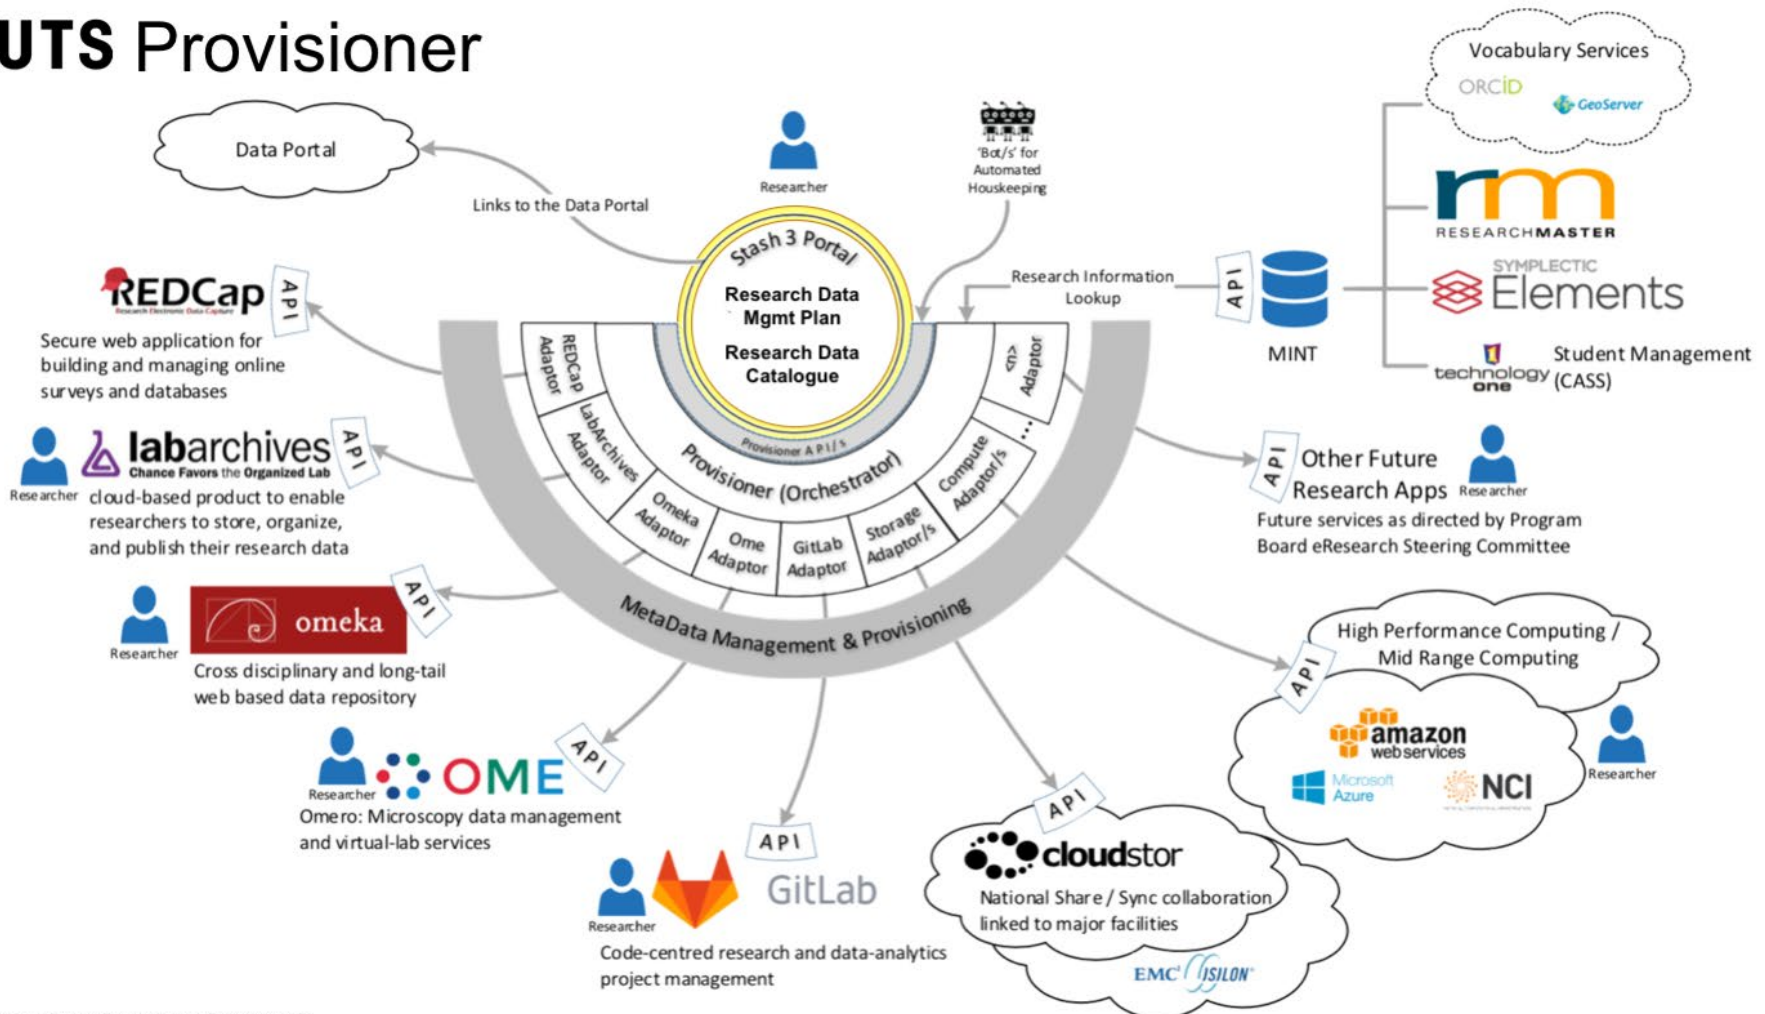 UTS Provisioner
Data Portal
Links to the Data Portal
Researcher
'Bot/s' for
Automated
Houskeeping
Vocabulary Services
ORCiD
GeoServer
rm
RESEARCHMASTER
SYMPLECTIC
Elements
technology
one
Student Management
(CASS)
API
MINT
Research Information
Lookup
Stash 3 Portal
Research Data
Mgmt Plan
Research Data
Catalogue
Provisioner API/s
Provisioner (Orchestrator)
REDCap
Adaptor
LabArchives
Adaptor
Omeka
Adaptor
Ome
Adaptor
GitLab
Adaptor
Storage
Adaptor/s
Compute
Adaptor/s
...
<n>
Adaptor
MetaData Management & Provisioning
REDCap
Research Electronic Data Capture
API
Secure web application for
building and managing online
surveys and databases
Researcher
labarchives
Chance Favors the Organized Lab
API
cloud-based product to enable
researchers to store, organize,
and publish their research data
Researcher
omeka
API
Cross disciplinary and long-tail
web based data repository
Researcher
OME
API
Omero: Microscopy data management
and virtual-lab services
Researcher
API
GitLab
Code-centred research and data-analytics
project management
API
cloudstor
National Share / Sync collaboration
linked to major facilities
EMC² ISILON
API
Other Future
Research Apps
Researcher
Future services as directed by Program
Board eResearch Steering Committee
High Performance Computing /
Mid Range Computing
API
amazon
webservices
Microsoft
Azure
NCI
Researcher